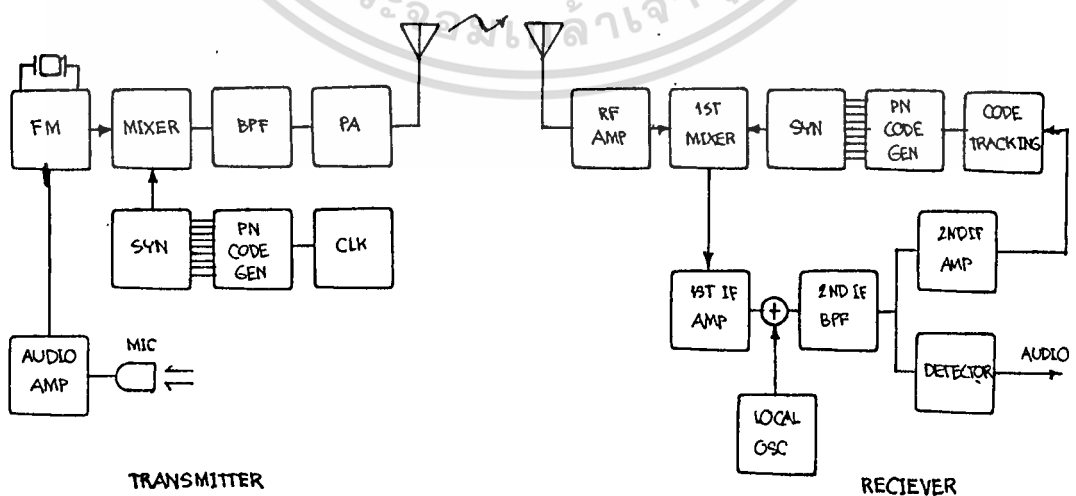 FM
MIXER
BPF
PA
SYN
PN
CODE
GEN
CLK
AUDIO
AMP
MIC
TRANSMITTER
RF
AMP
1ST
MIXER
SYN
PN
CODE
GEN
CODE
TRACKING
1ST IF
AMP
+
2ND IF
BPF
2ND IF
AMP
DETECTOR
AUDIO
LOCAL
OSC
RECIEVER